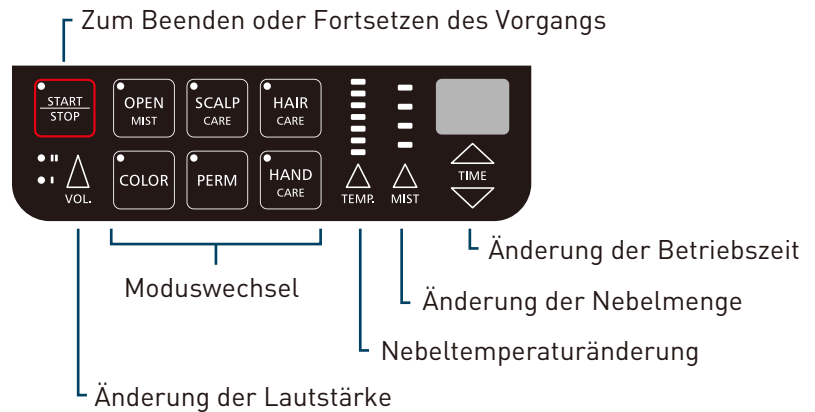 Zum Beenden oder Fortsetzen des Vorgangs
START
STOP
OPEN
MIST
SCALP
CARE
HAIR
CARE
II
I
VOL.
COLOR
PERM
HAND
CARE
TEMP.
MIST
TIME
Änderung der Betriebszeit
Moduswechsel
Änderung der Nebelmenge
Nebeltemperaturänderung
Änderung der Lautstärke